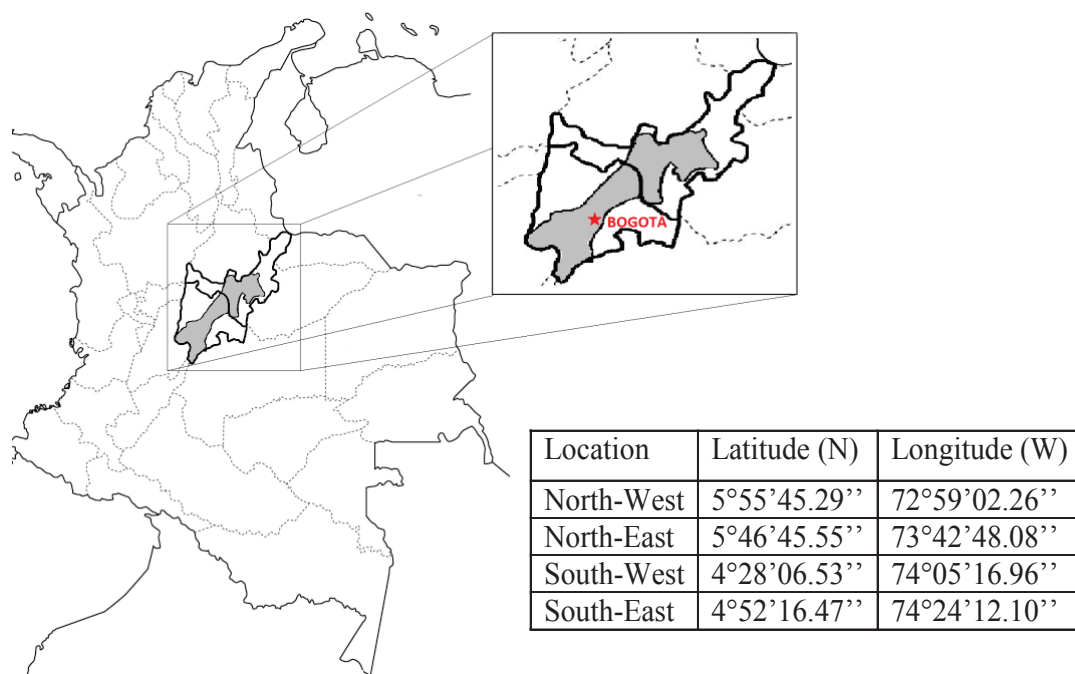 BOGOTÁ
Location Latitude (N) Longitude (W)
North-West 5°55'45.29’’ 72°59’02.26’’
North-East 5°46’45.55’’ 73°42’48.08’’
South-West 4°28’06.53’’ 74°05’16.96’’
South-East 4°52’16.47’’ 74°24’12.10’’